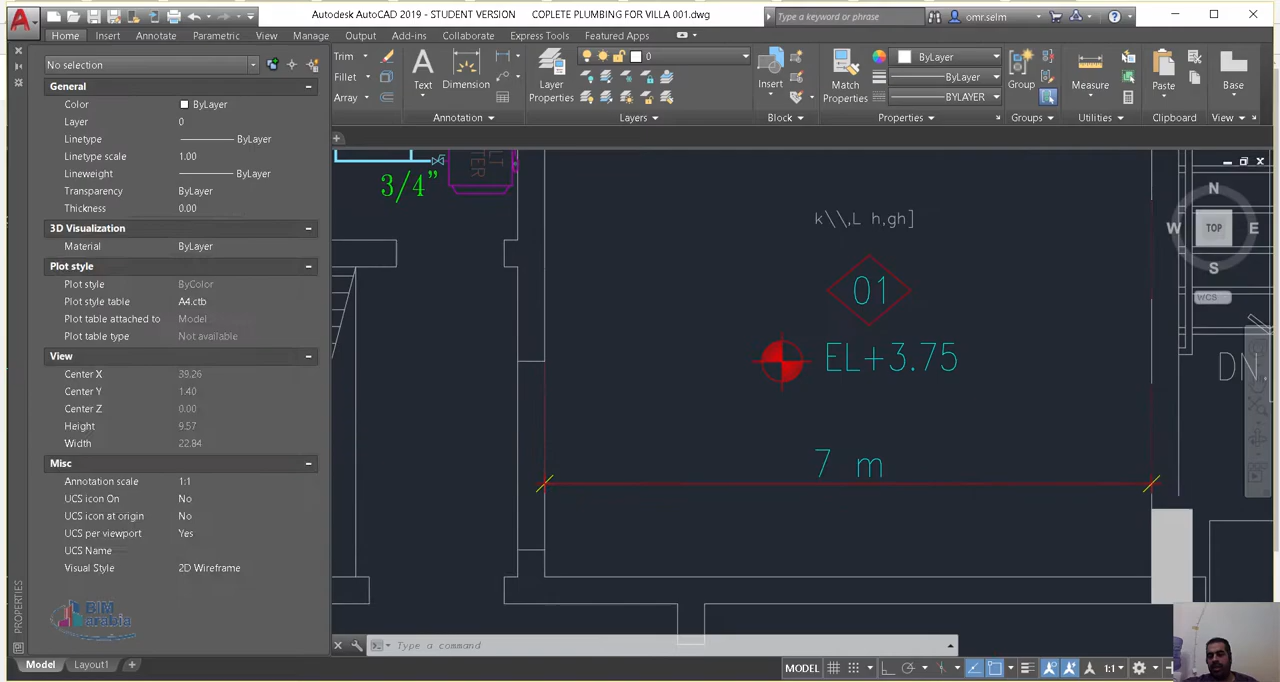 Autodesk AutoCAD 2019 - STUDENT VERSION COPLETE PLUMBING FOR VILLA 001.dwg
Type a keyword or phrase
omr.selm
Home Insert Annotate Parametric View Manage Output Add-ins Collaborate Express Tools Featured Apps
No selection
General
Color ByLayer
Layer 0
Linetype ByLayer
Linetype scale 1.00
Lineweight ByLayer
Transparency ByLayer
Thickness 0.00
3D Visualization
Material ByLayer
Plot style
Plot style ByColor
Plot style table A4.ctb
Plot table attached to Model
Plot table type Not available
View
Center X 39.26
Center Y 1.40
Center Z 0.00
Height 9.57
Width 22.84
Misc
Annotation scale 1:1
UCS icon On No
UCS icon at origin No
UCS per viewport Yes
UCS Name
Visual Style 2D Wireframe
PROPERTIES
BIM
arabia
Trim
Fillet
Array
Text
Dimension
Annotation
Layer
Properties
0
Layers
Insert
Block
Match
Properties
ByLayer
ByLayer
BYLAYER
Properties
Group
Groups
Measure
Utilities
Paste
Clipboard
Base
View
3/4”
LT
TER
k\\,L h,gh]
01
EL+3.75
7 m
N
W TOP E
S
WCS
DN.
Type a command
Model Layout1
MODEL
1:1